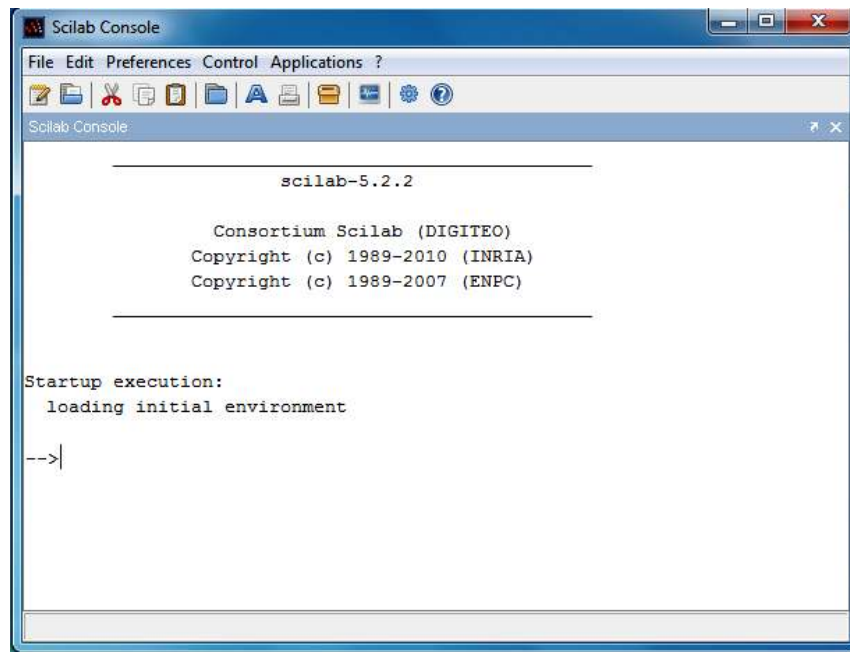 Scilab Console
File Edit Preferences Control Applications ?
Scilab Console
scilab-5.2.2
Consortium Scilab (DIGITEO)
Copyright (c) 1989-2010 (INRIA)
Copyright (c) 1989-2007 (ENPC)
Startup execution:
loading initial environment
-->